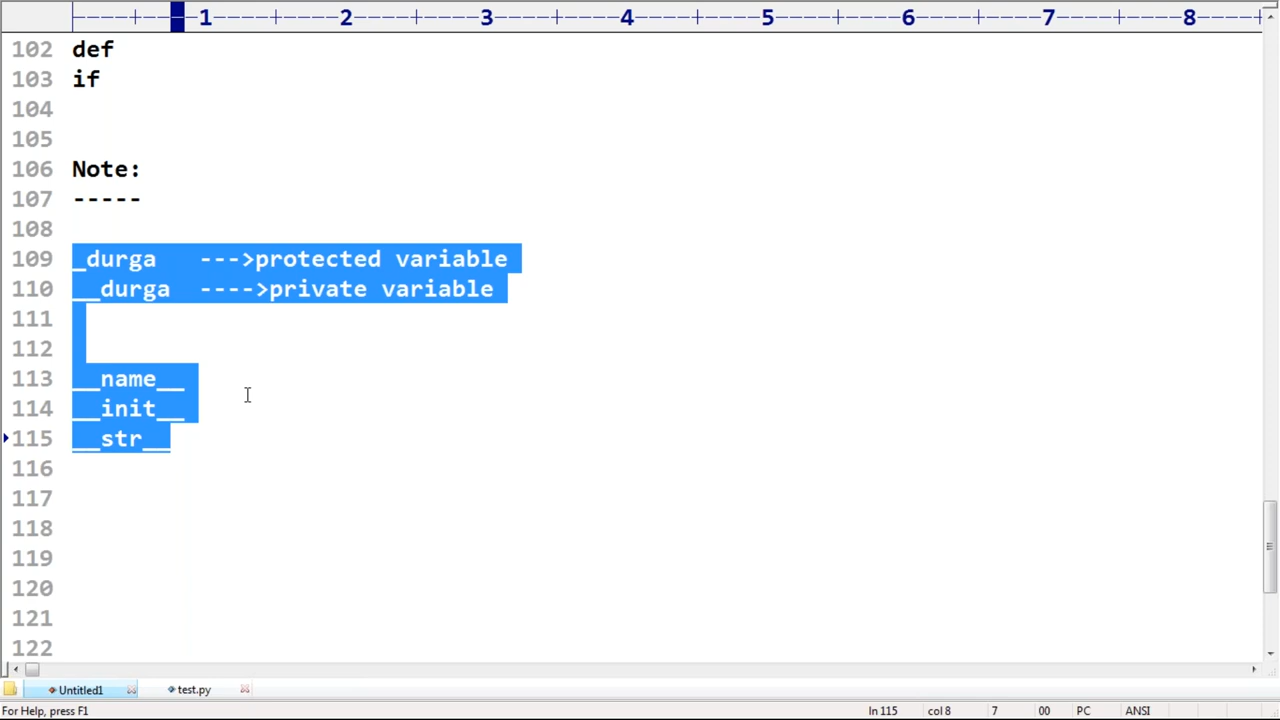 1 2 3 4 5 6 7 8
102 def
103 if
104
105
106 Note:
107 -----
108
109 _durga --->protected variable
110 __durga ---->private variable
111
112
113 __name__
114 __init__
115 __str__
116
117
118
119
120
121
122
Untitled1 test.py
For Help, press F1 ln 115 col 8 7 00 PC ANSI